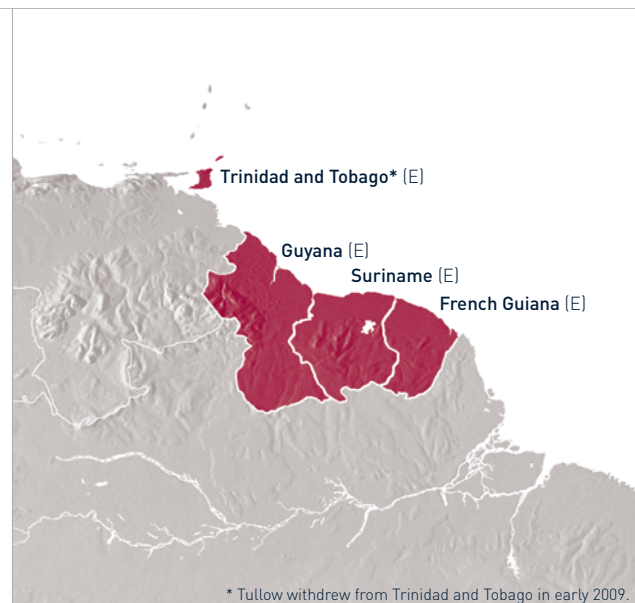 Trinidad and Tobago* (E)
Guyana (E)
Suriname (E)
French Guiana (E)
* Tullow withdrew from Trinidad and Tobago in early 2009.